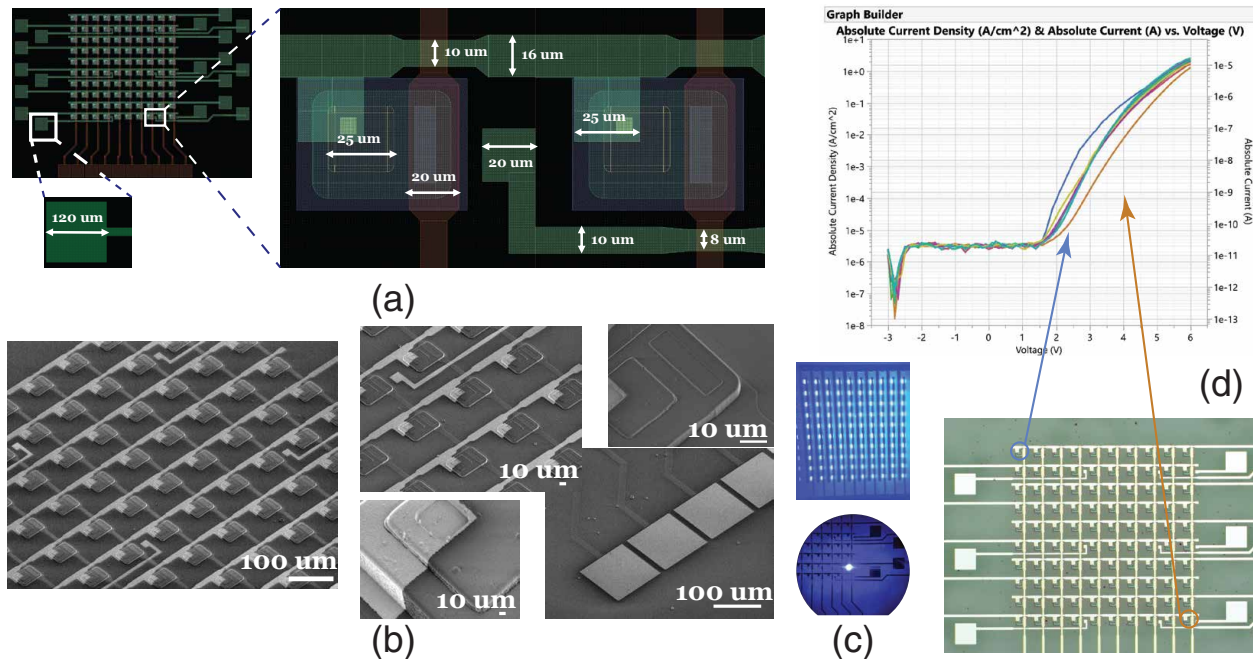 10 um
16 um
25 um
20 um
25 um
20 um
10 um
8 um
120 um
(a)
10 um
10 um
100 um
10 um
100 um
(b)
(c)
Graph Builder
Absolute Current Density (A/cm^2) & Absolute Current (A) vs. Voltage (V)
Absolute Current Density (A/cm^2)
1e+1
1e+0
1e-1
1e-2
1e-3
1e-4
1e-5
1e-6
1e-7
1e-8
1e-5
1e-6
1e-7
1e-8
1e-9
1e-10
1e-11
1e-12
1e-13
Absolute Current (A)
-3 -2 -1 0 1 2 3 4 5 6
Voltage (V)
(d)